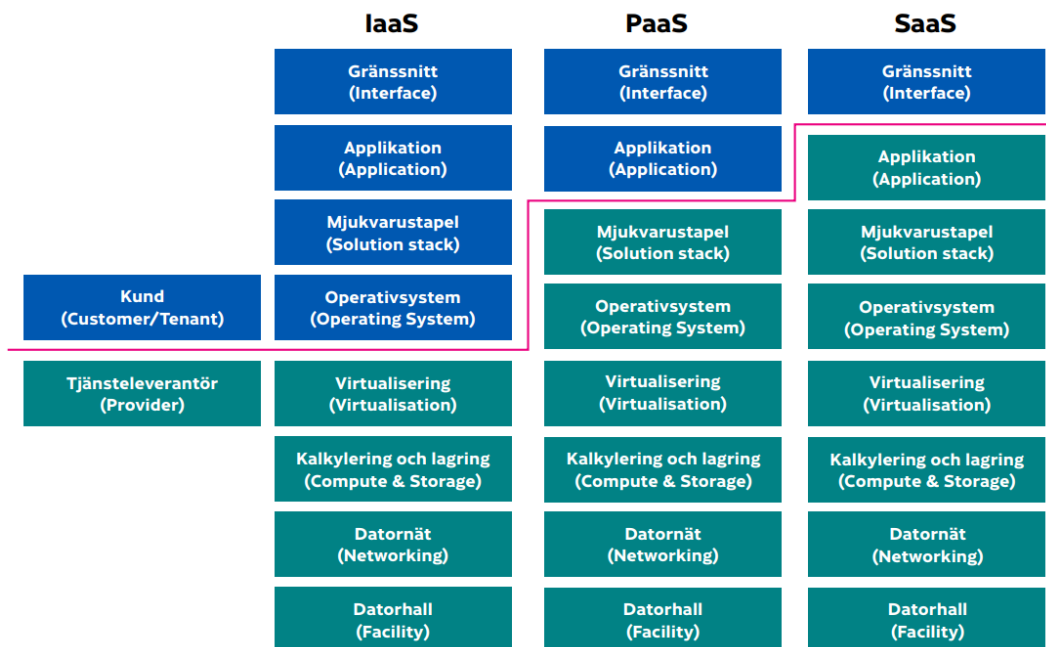 IaaS
PaaS
SaaS
Gränssnitt
(Interface)
Gränssnitt
(Interface)
Gränssnitt
(Interface)
Applikation
(Application)
Applikation
(Application)
Applikation
(Application)
Mjukvarustapel
(Solution stack)
Mjukvarustapel
(Solution stack)
Mjukvarustapel
(Solution stack)
Kund
(Customer/Tenant)
Operativsystem
(Operating System)
Operativsystem
(Operating System)
Operativsystem
(Operating System)
Tjänsteleverantör
(Provider)
Virtualisering
(Virtualisation)
Virtualisering
(Virtualisation)
Virtualisering
(Virtualisation)
Kalkylering och lagring
(Compute & Storage)
Kalkylering och lagring
(Compute & Storage)
Kalkylering och lagring
(Compute & Storage)
Datornät
(Networking)
Datornät
(Networking)
Datornät
(Networking)
Datorhall
(Facility)
Datorhall
(Facility)
Datorhall
(Facility)